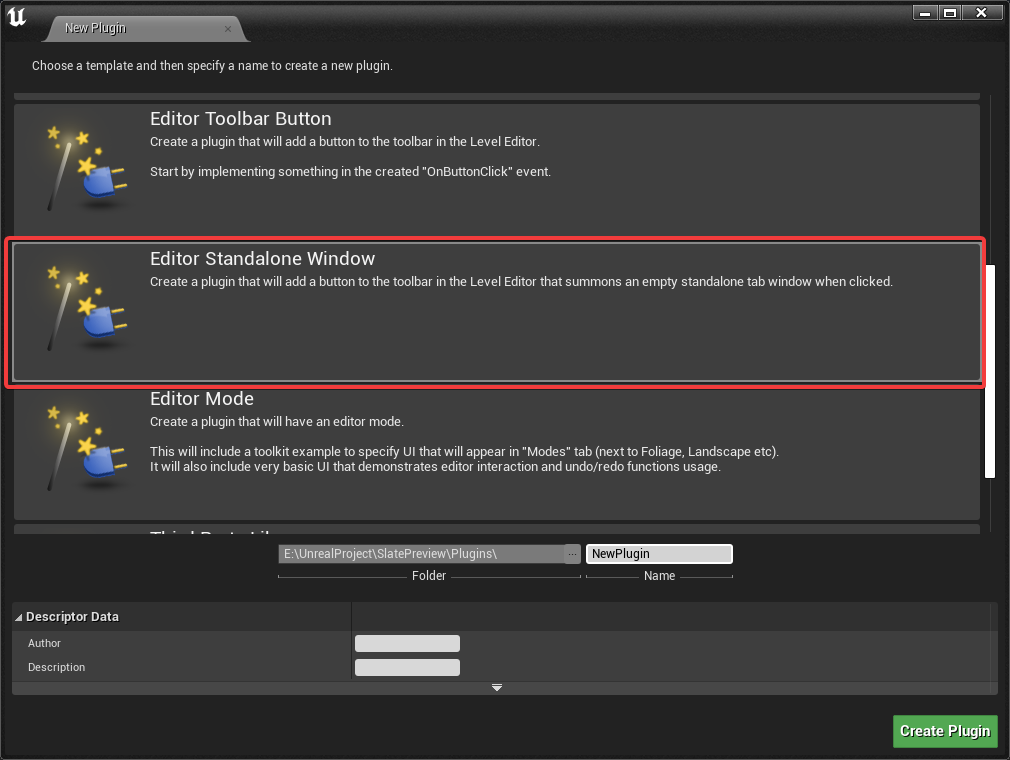 New Plugin
Choose a template and then specify a name to create a new plugin.
Editor Toolbar Button
Create a plugin that will add a button to the toolbar in the Level Editor.
Start by implementing something in the created "OnButtonClick" event.
Editor Standalone Window
Create a plugin that will add a button to the toolbar in the Level Editor that summons an empty standalone tab window when clicked.
Editor Mode
Create a plugin that will have an editor mode.
This will include a toolkit example to specify UI that will appear in "Modes" tab (next to Foliage, Landscape etc).
It will also include very basic UI that demonstrates editor interaction and undo/redo functions usage.
E:\UnrealProject\SlatePreview\Plugins\ ... NewPlugin
Folder Name
Descriptor Data
Author
Description
Create Plugin